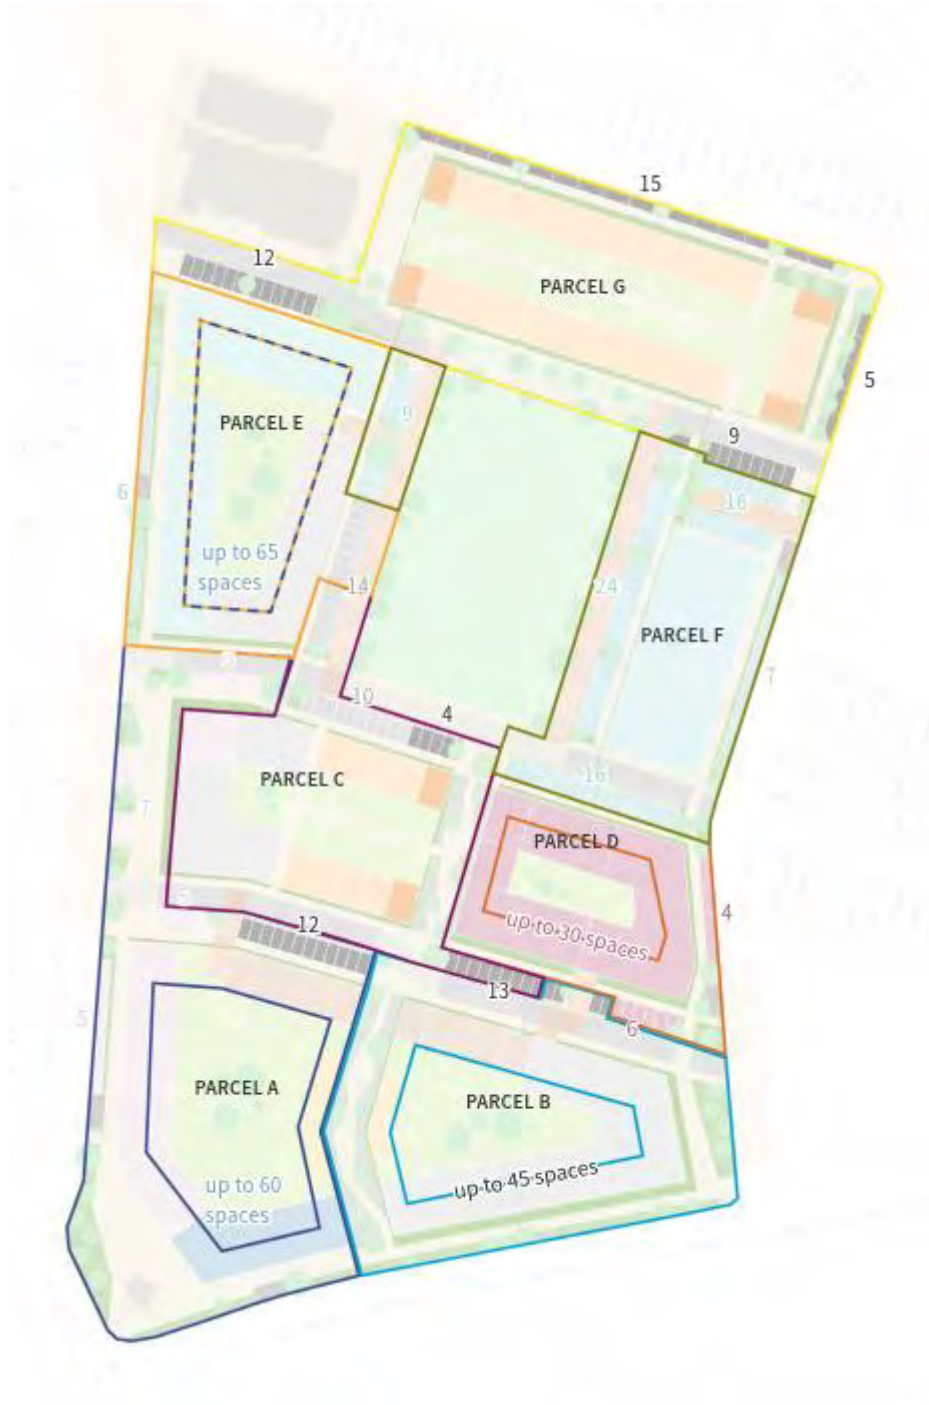 15
12
PARCEL G
5
9
PARCEL E
9
6
16
up to 65
spaces
14
24
PARCEL F
7
10
4
16
PARCEL C
7
PARCEL D
up to 30 spaces
4
12
13
5
6
PARCEL A
PARCEL B
up to 45 spaces
up to 60
spaces